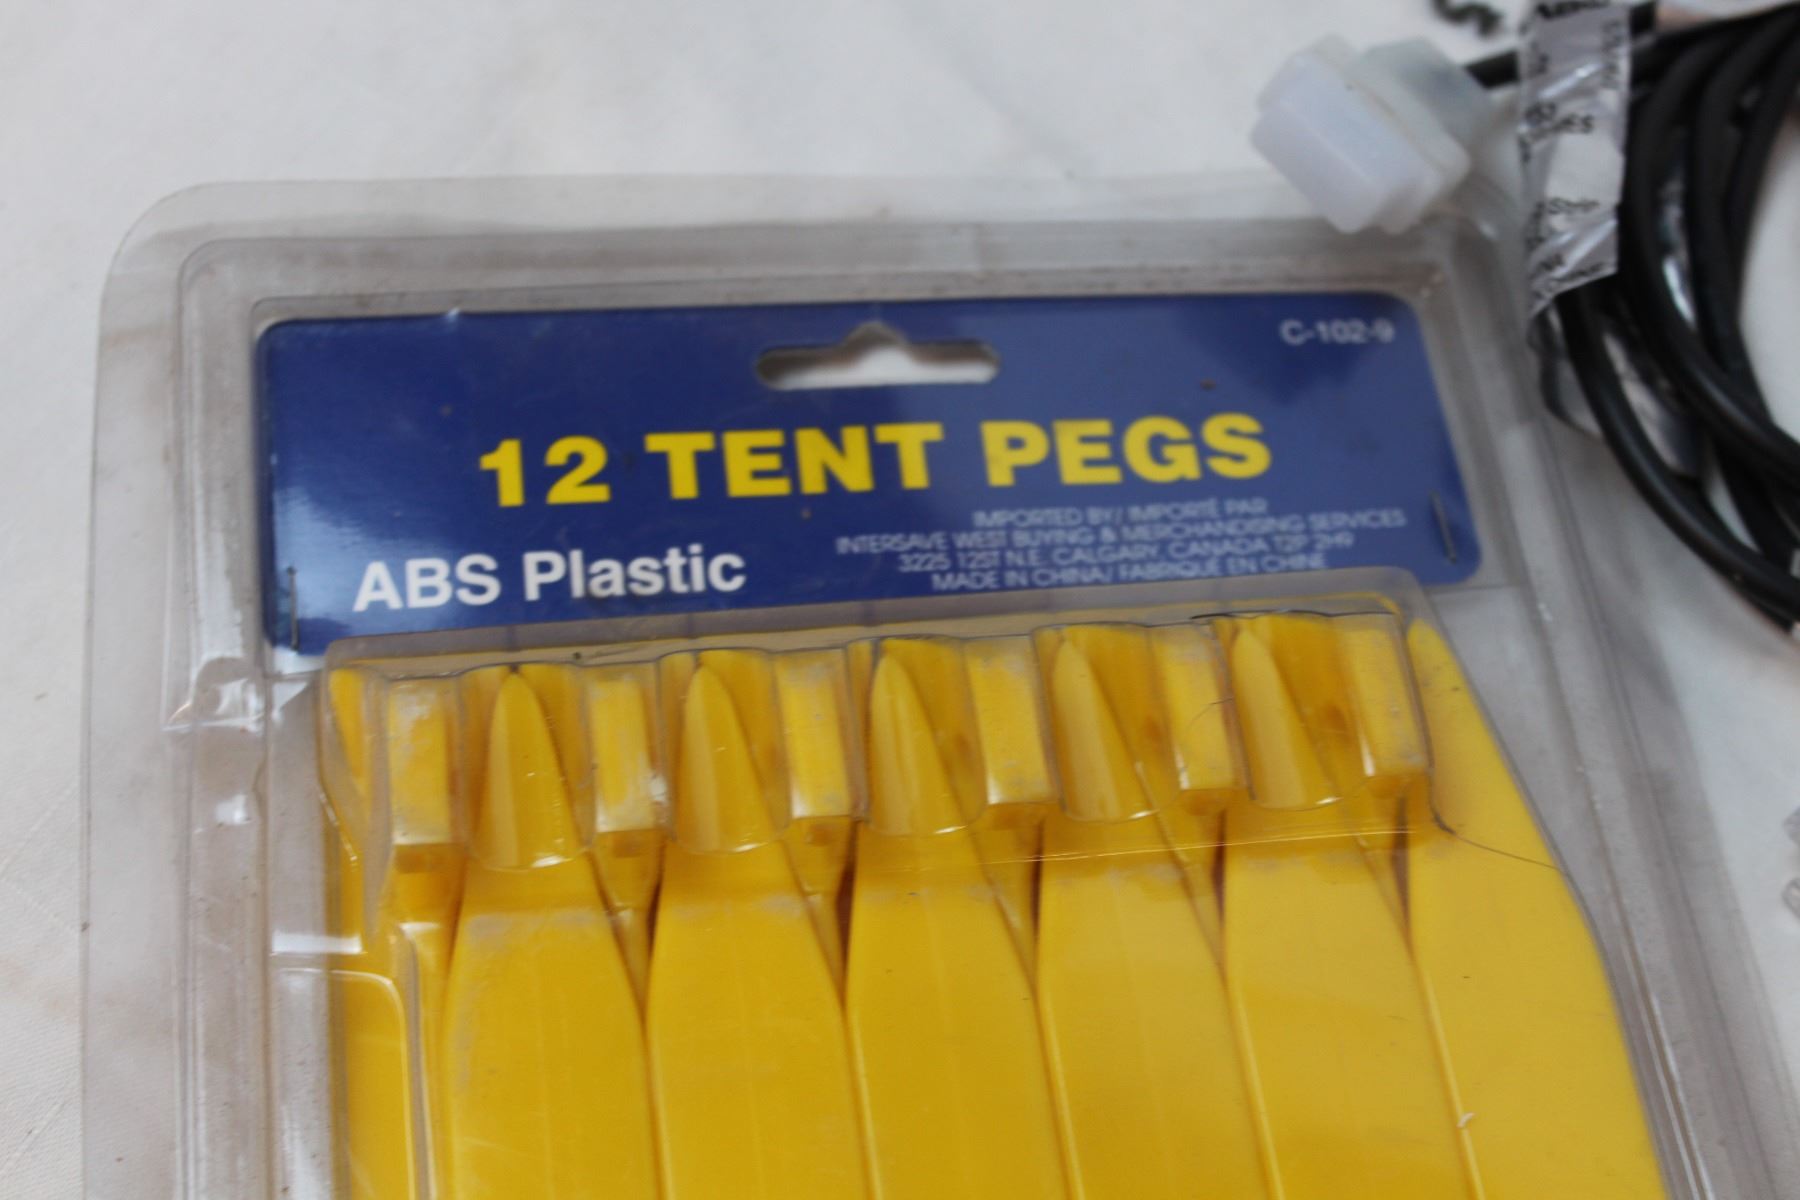 C-102-9
12 TENT PEGS
ABS Plastic
IMPORTED BY/ IMPORTÉ PAR
INTERSAVE WEST BUYING & MERCHANDISING SERVICES
3225 12ST N.E. CALGARY, CANADA T2P 2H9
MADE IN CHINA/ FABRIQUÉ EN CHINE